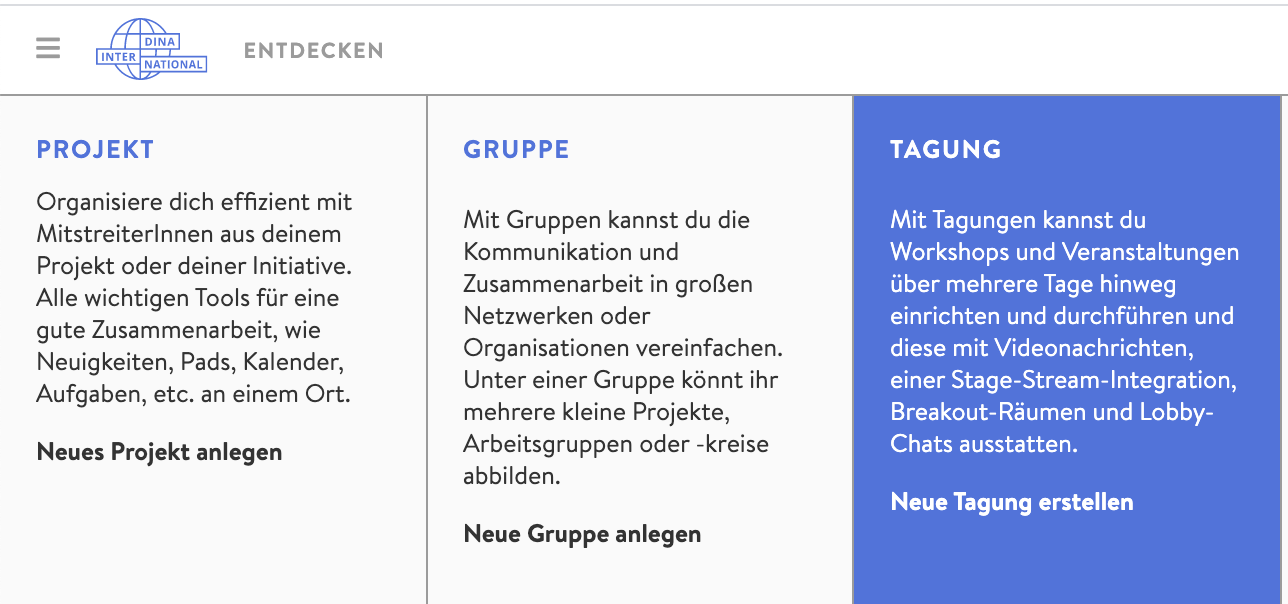 DINA
INTER
NATIONAL
ENTDECKEN
PROJEKT
Organisiere dich effizient mit
MitstreiterInnen aus deinem
Projekt oder deiner Initiative.
Alle wichtigen Tools für eine
gute Zusammenarbeit, wie
Neuigkeiten, Pads, Kalender,
Aufgaben, etc. an einem Ort.
Neues Projekt anlegen
GRUPPE
Mit Gruppen kannst du die
Kommunikation und
Zusammenarbeit in großen
Netzwerken oder
Organisationen vereinfachen.
Unter einer Gruppe könnt ihr
mehrere kleine Projekte,
Arbeitsgruppen oder -kreise
abbilden.
Neue Gruppe anlegen
TAGUNG
Mit Tagungen kannst du
Workshops und Veranstaltungen
über mehrere Tage hinweg
einrichten und durchführen und
diese mit Videonachrichten,
einer Stage-Stream-Integration,
Breakout-Räumen und Lobby-
Chats ausstatten.
Neue Tagung erstellen